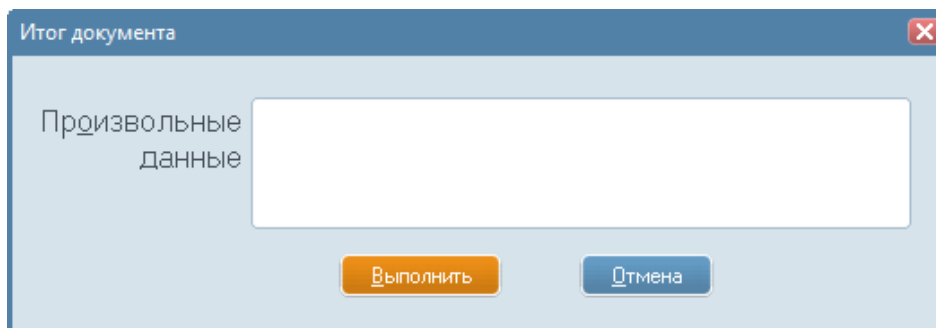 Итог документа
Произвольные
данные
Выполнить
Отмена